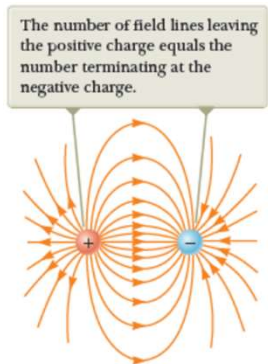 The number of field lines leaving
the positive charge equals the
number terminating at the
negative charge.
+
−